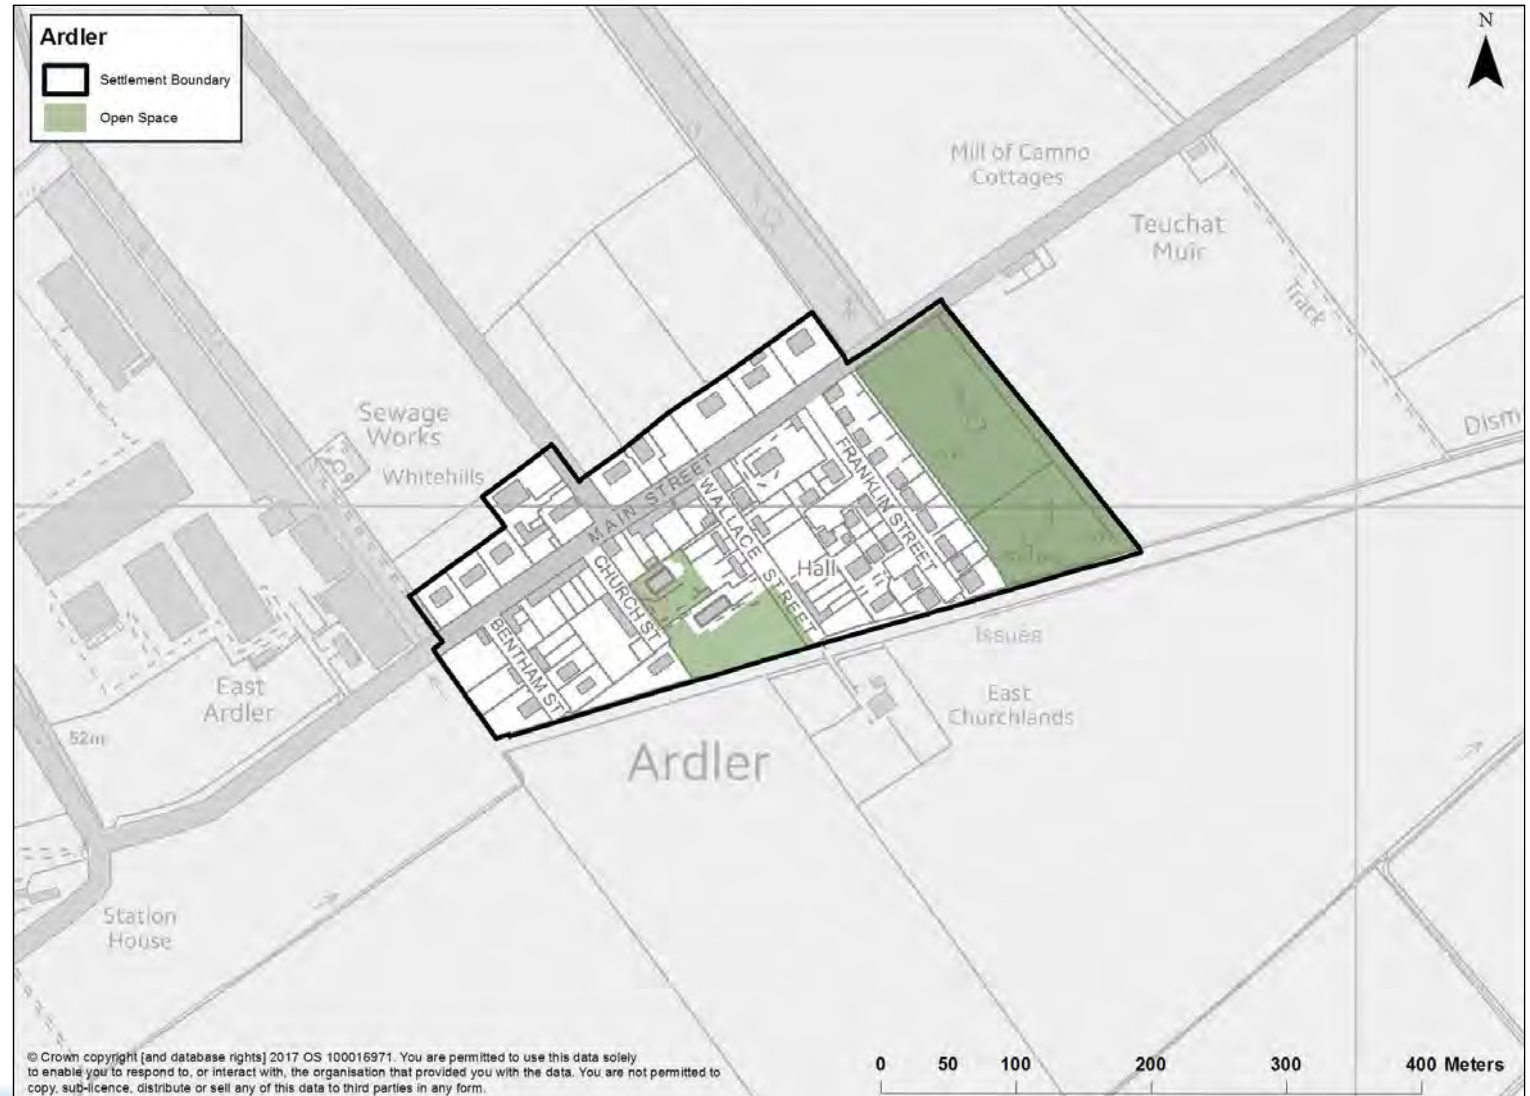 Ardler
Settlement Boundary
Open Space
N
Mill of Camno
Cottages
Teuchat
Muir
Track
Sewage
Works
Whitehills
Dism
MAIN STREET
WALLACE STREET
FRANKLIN STREET
Hall
CHURCH ST
BENTHAM ST
Issues
East
Churchlands
East
Ardler
52m
Ardler
Station
House
© Crown copyright [and database rights] 2017 OS 100016971. You are permitted to use this data solely
to enable you to respond to, or interact with, the organisation that provided you with the data. You are not permitted to
copy, sub-licence, distribute or sell any of this data to third parties in any form.
0 50 100 200 300 400 Meters